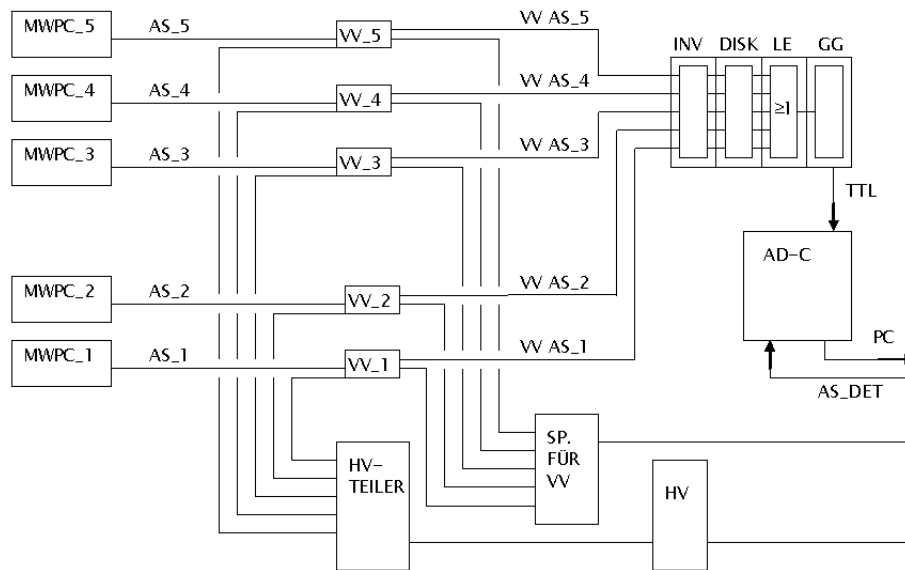 MWPC_5 AS_5 VV_5 VV AS_5
INV DISK LE GG
MWPC_4 AS_4 VV_4 VV AS_4
≥1
MWPC_3 AS_3 VV_3 VV AS_3
TTL
AD-C
MWPC_2 AS_2 VV_2 VV AS_2
MWPC_1 AS_1 VV_1 VV AS_1
PC
AS_DET
SP.
FÜR
VV
HV-
TEILER
HV